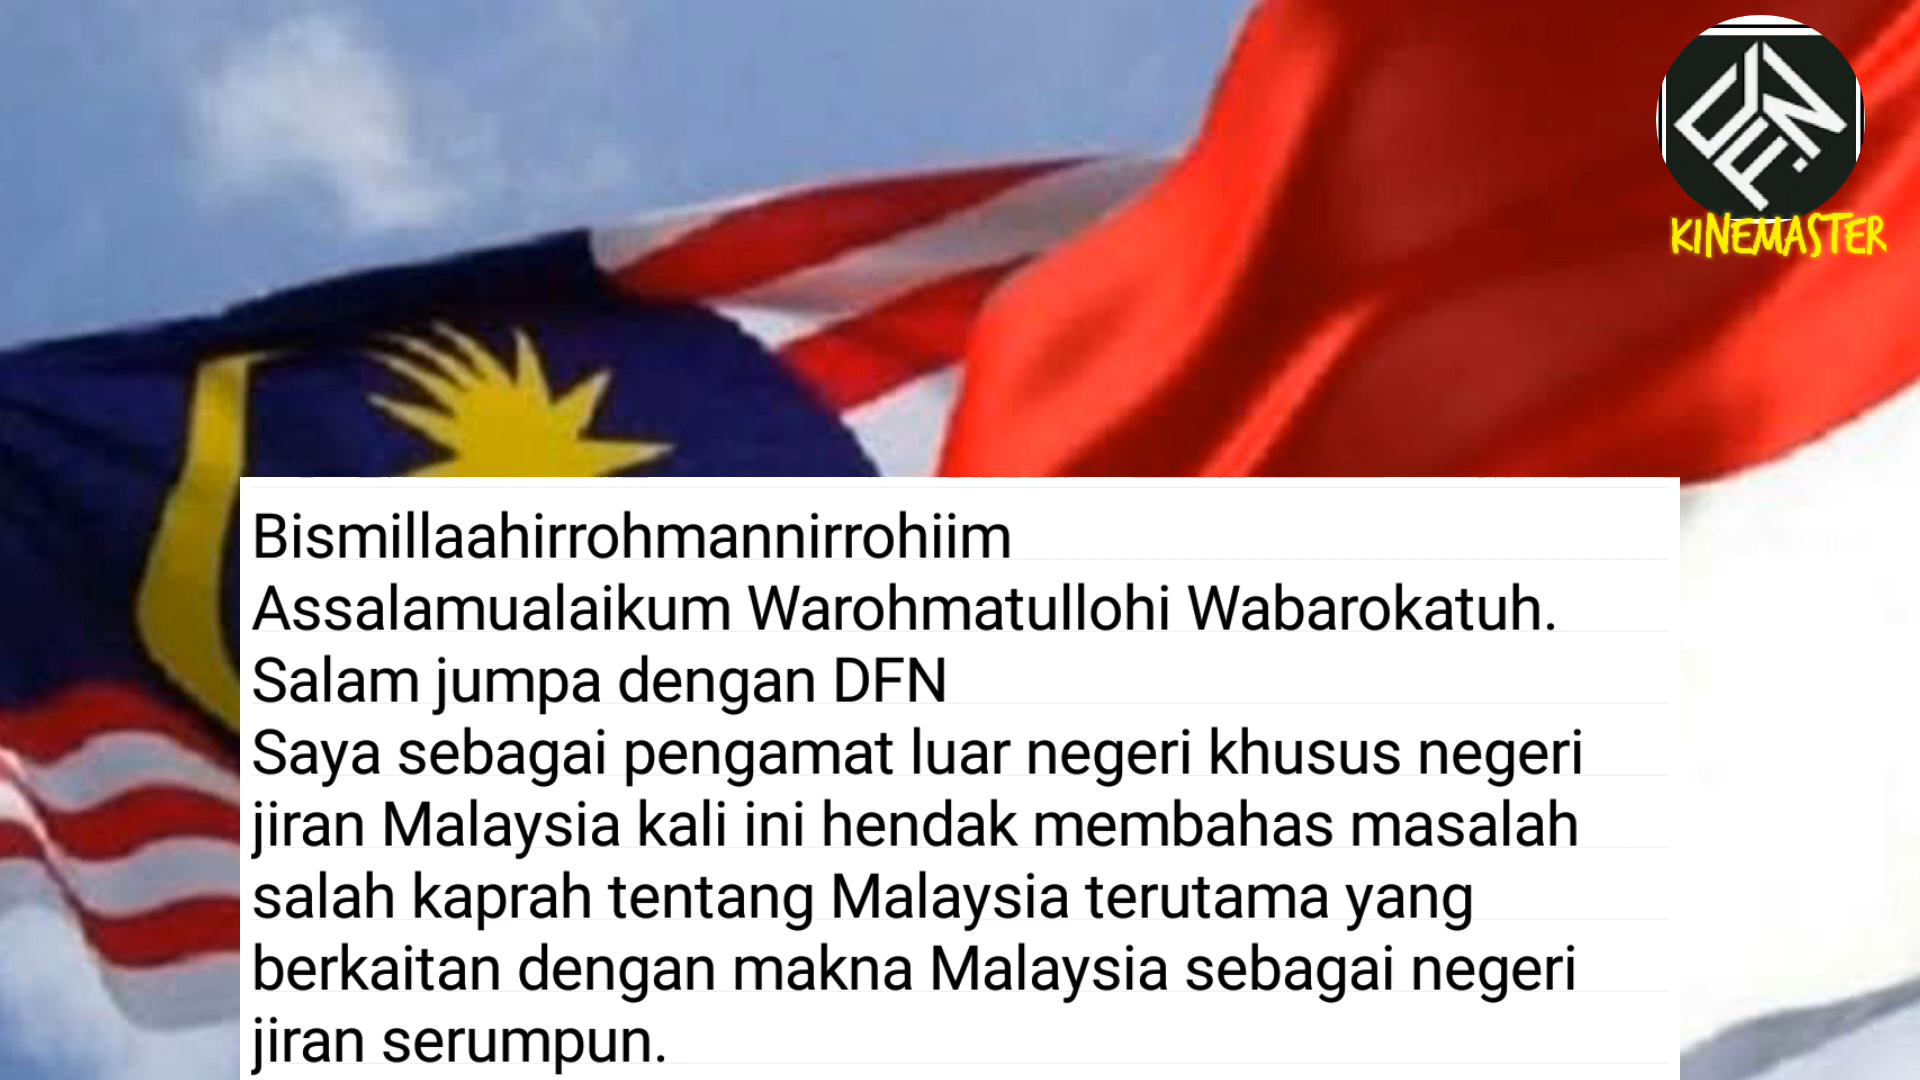 DFN
KINEMASTER
Bismillaahirrohmannirrohiim
Assalamualaikum Warohmatullohi Wabarokatuh.
Salam jumpa dengan DFN
Saya sebagai pengamat luar negeri khusus negeri
jiran Malaysia kali ini hendak membahas masalah
salah kaprah tentang Malaysia terutama yang
berkaitan dengan makna Malaysia sebagai negeri
jiran serumpun.